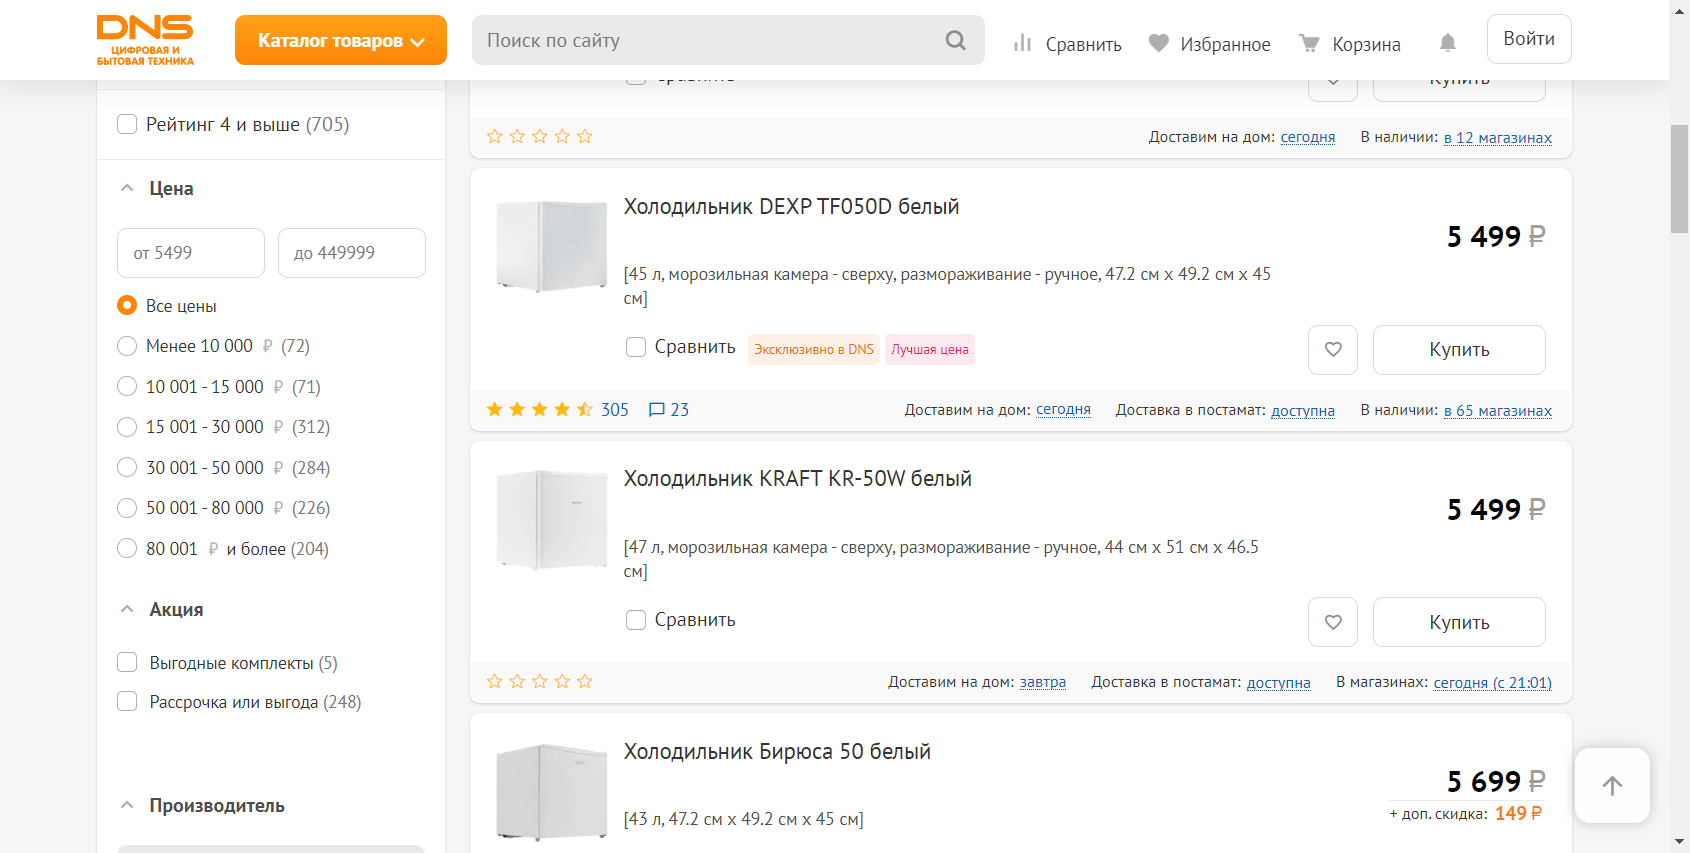 DNS
ЦИФРОВАЯ И
БЫТОВАЯ ТЕХНИКА
Каталог товаров
Поиск по сайту
Сравнить
Избранное
Корзина
Войти
Рейтинг 4 и выше (705)
Цена
от 5499
до 449999
Все цены
Менее 10 000 ₽ (72)
10 001 - 15 000 ₽ (71)
15 001 - 30 000 ₽ (312)
30 001 - 50 000 ₽ (284)
50 001 - 80 000 ₽ (226)
80 001 ₽ и более (204)
Акция
Выгодные комплекты (5)
Рассрочка или выгода (248)
Производитель
Сравнить
Купить
Доставим на дом: сегодня В наличии: в 12 магазинах
Холодильник DEXP TF050D белый
5 499 ₽
[45 л, морозильная камера - сверху, размораживание - ручное, 47.2 см x 49.2 см x 45
см]
Сравнить
Эксклюзивно в DNS
Лучшая цена
Купить
305
23
Доставим на дом: сегодня Доставка в постамат: доступна В наличии: в 65 магазинах
Холодильник KRAFT KR-50W белый
5 499 ₽
[47 л, морозильная камера - сверху, размораживание - ручное, 44 см x 51 см x 46.5
см]
Сравнить
Купить
Доставим на дом: завтра Доставка в постамат: доступна В магазинах: сегодня (с 21:01)
Холодильник Бирюса 50 белый
5 699 ₽
+ доп. скидка: 149 ₽
[43 л, 47.2 см x 49.2 см x 45 см]